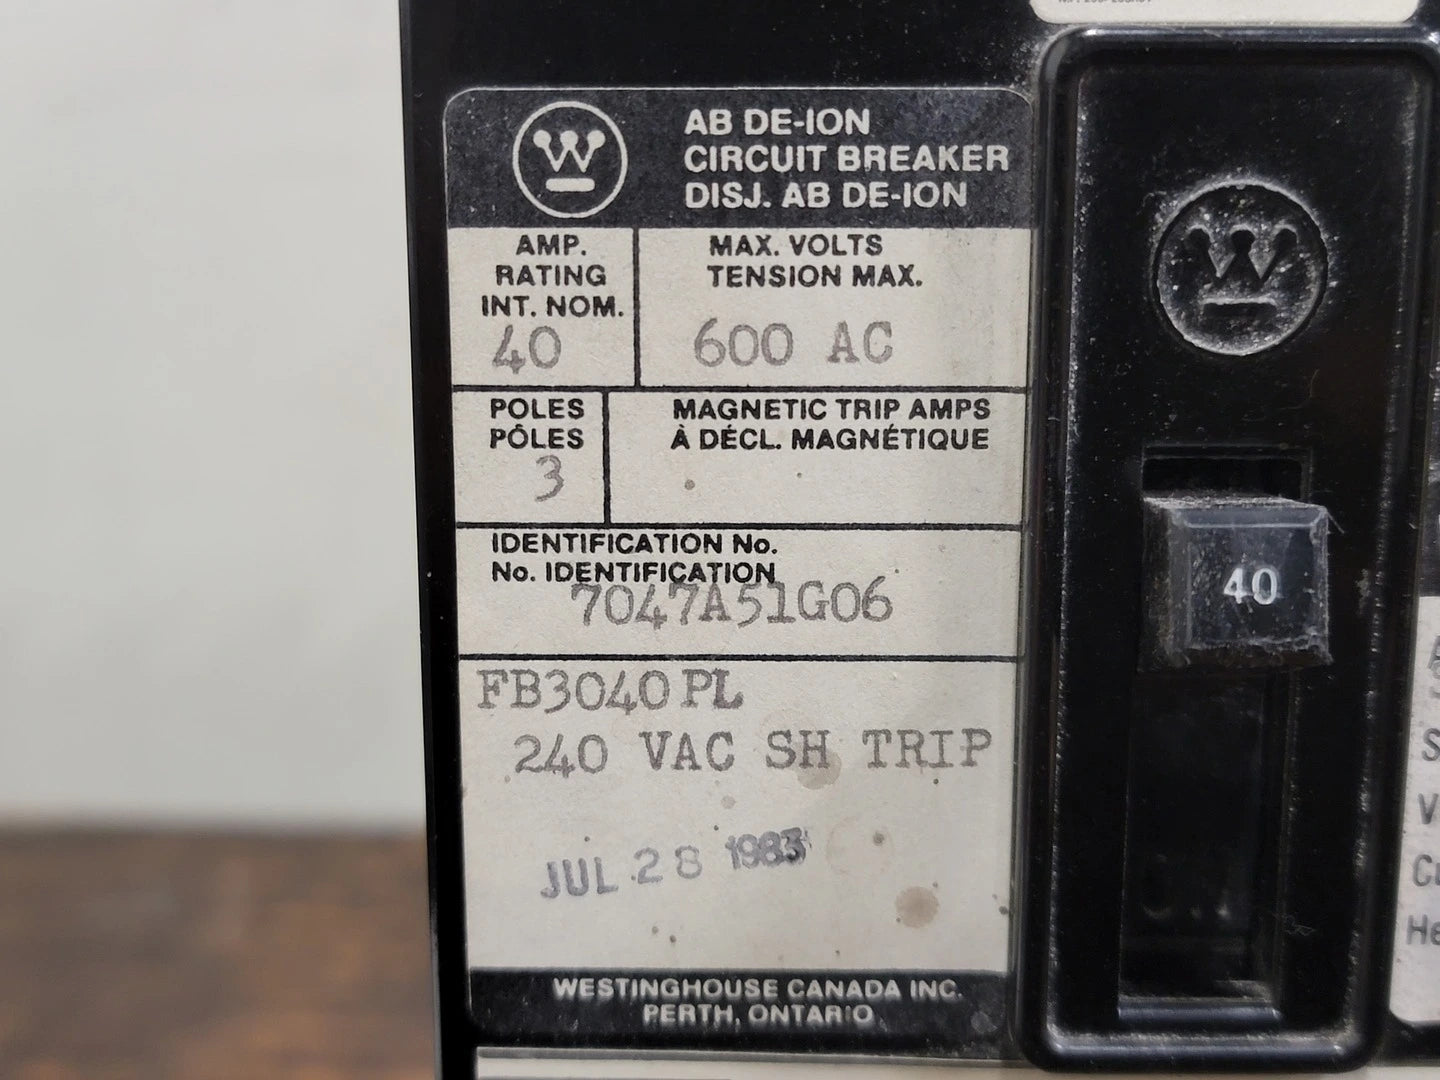 AB DE-ION
CIRCUIT BREAKER
DISJ. AB DE-ION
AMP.
RATING
INT. NOM.
40
MAX. VOLTS
TENSION MAX.
600 AC
POLES
PÔLES
3
MAGNETIC TRIP AMPS
À DÉCL. MAGNÉTIQUE
IDENTIFICATION No.
No. IDENTIFICATION
7047A51G06
FB3040PL
240 VAC SH TRIP
JUL 28 1983
WESTINGHOUSE CANADA INC.
PERTH, ONTARIO
W
40